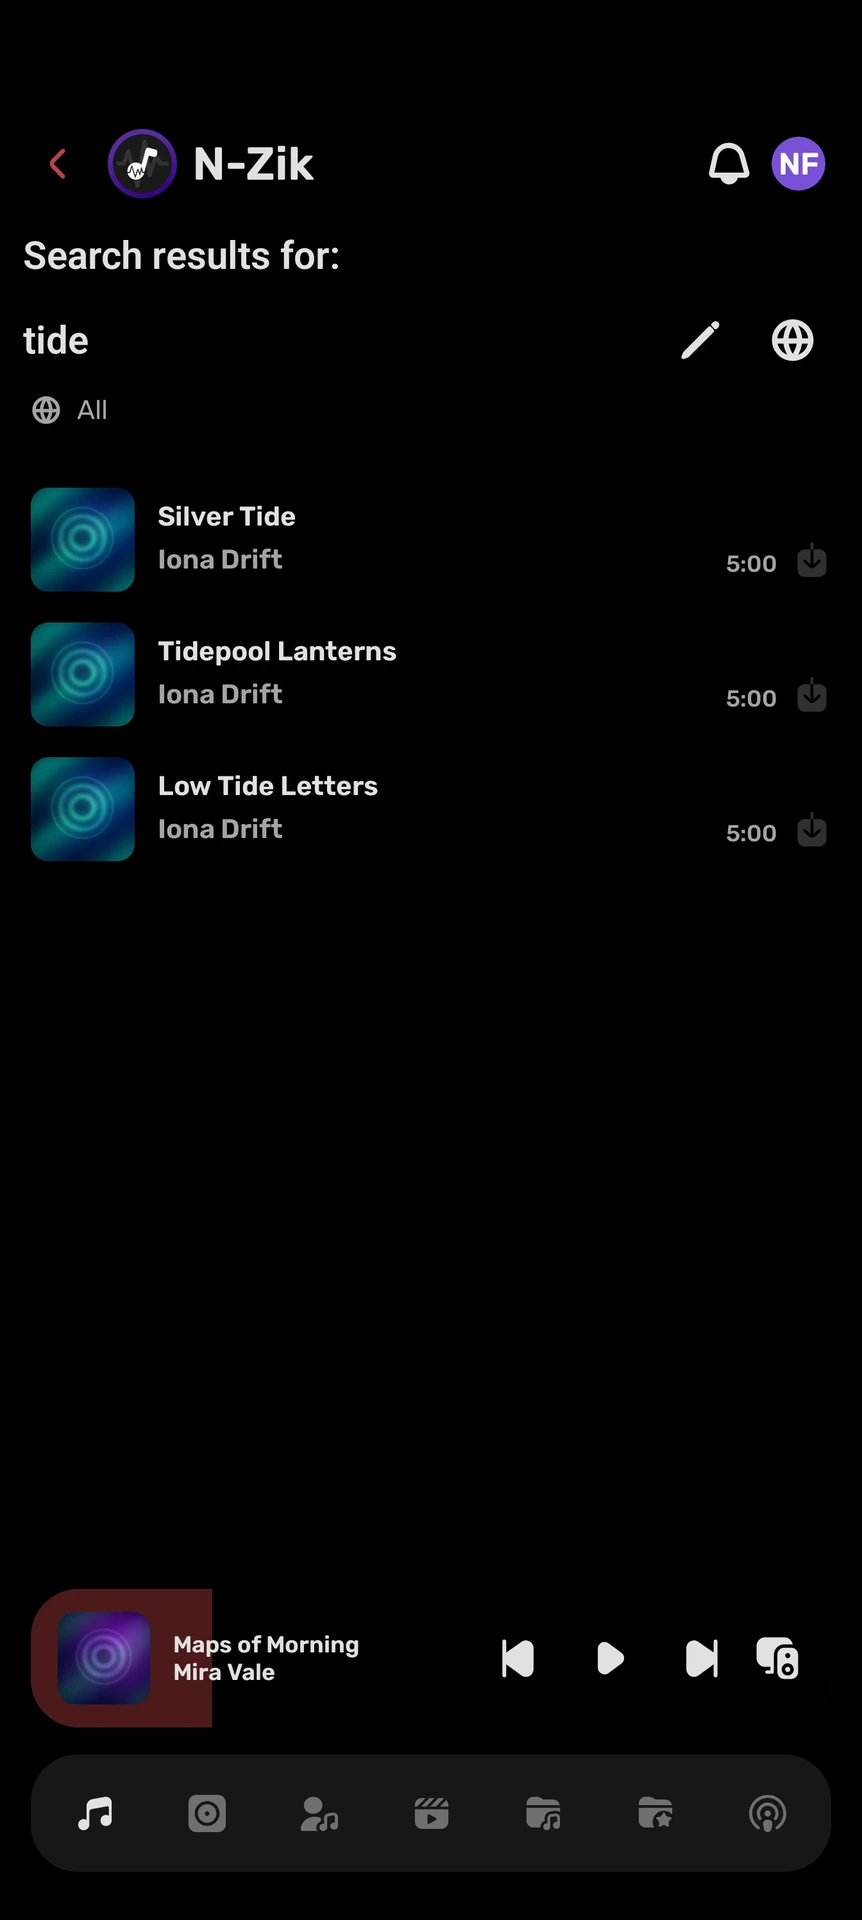 N-Zik
NF
Search results for:
tide
All
Silver Tide
Iona Drift
5:00
Tidepool Lanterns
Iona Drift
5:00
Low Tide Letters
Iona Drift
5:00
Maps of Morning
Mira Vale